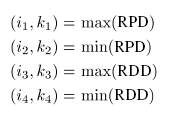 (i₁, k₁) = max(RPD)
(i₂, k₂) = min(RPD)
(i₃, k₃) = max(RDD)
(i₄, k₄) = min(RDD)